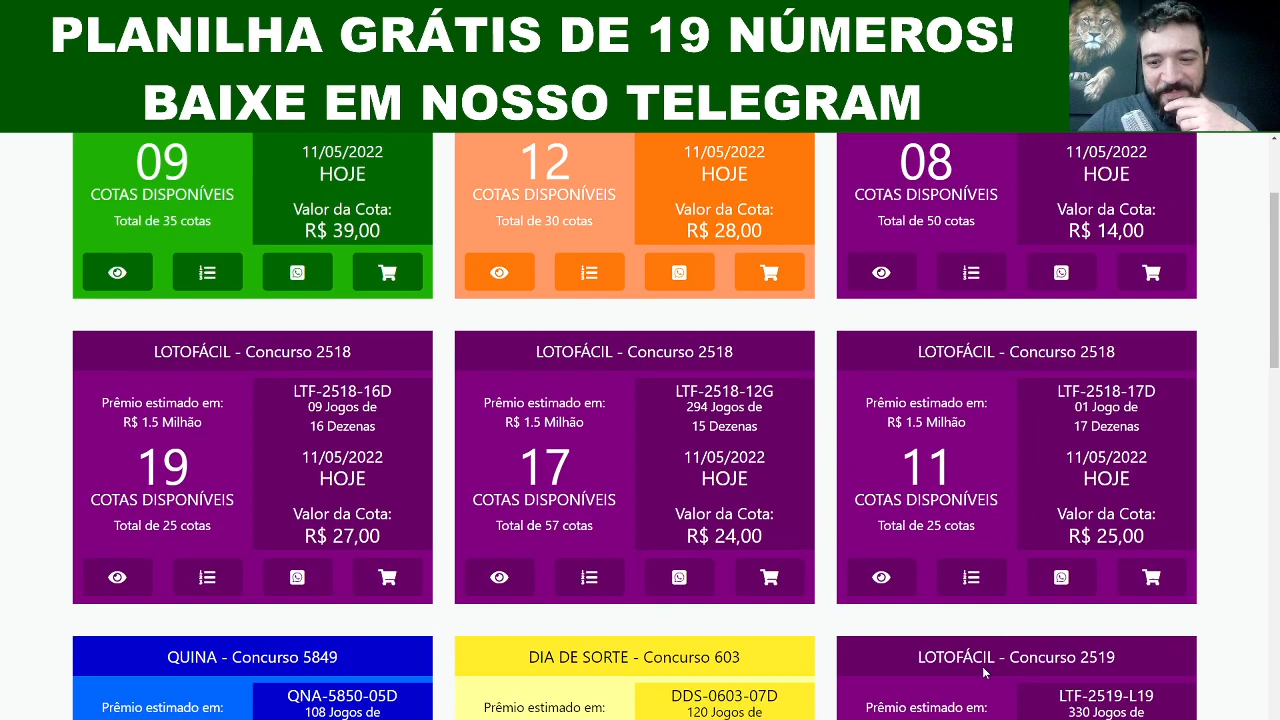 PLANILHA GRÁTIS DE 19 NÚMEROS!
BAIXE EM NOSSO TELEGRAM
09
COTAS DISPONÍVEIS
Total de 35 cotas
11/05/2022
HOJE
Valor da Cota:
R$ 39,00
12
COTAS DISPONÍVEIS
Total de 30 cotas
11/05/2022
HOJE
Valor da Cota:
R$ 28,00
08
COTAS DISPONÍVEIS
Total de 50 cotas
11/05/2022
HOJE
Valor da Cota:
R$ 14,00
LOTOFÁCIL - Concurso 2518
Prêmio estimado em:
R$ 1.5 Milhão
19
COTAS DISPONÍVEIS
Total de 25 cotas
LTF-2518-16D
09 Jogos de
16 Dezenas
11/05/2022
HOJE
Valor da Cota:
R$ 27,00
LOTOFÁCIL - Concurso 2518
Prêmio estimado em:
R$ 1.5 Milhão
17
COTAS DISPONÍVEIS
Total de 57 cotas
LTF-2518-12G
294 Jogos de
15 Dezenas
11/05/2022
HOJE
Valor da Cota:
R$ 24,00
LOTOFÁCIL - Concurso 2518
Prêmio estimado em:
R$ 1.5 Milhão
11
COTAS DISPONÍVEIS
Total de 25 cotas
LTF-2518-17D
01 Jogo de
17 Dezenas
11/05/2022
HOJE
Valor da Cota:
R$ 25,00
QUINA - Concurso 5849
Prêmio estimado em:
QNA-5850-05D
108 Jogos de
DIA DE SORTE - Concurso 603
Prêmio estimado em:
DDS-0603-07D
120 Jogos de
LOTOFÁCIL - Concurso 2519
Prêmio estimado em:
LTF-2519-L19
330 Jogos de